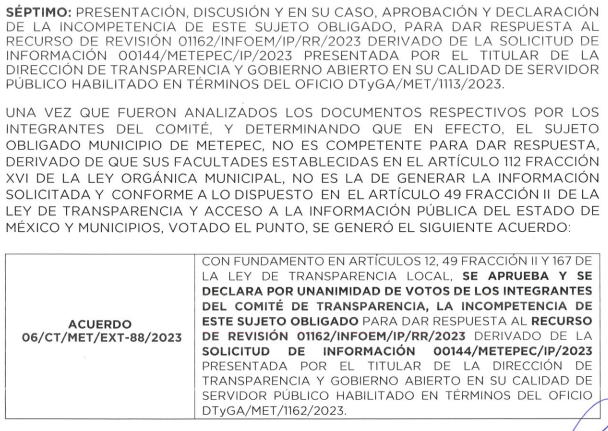 SÉPTIMO: PRESENTACIÓN, DISCUSIÓN Y EN SU CASO, APROBACIÓN Y DECLARACIÓN
DE LA INCOMPETENCIA DE ESTE SUJETO OBLIGADO, PARA DAR RESPUESTA AL
RECURSO DE REVISIÓN 01162/INFOEM/IP/RR/2023 DERIVADO DE LA SOLICITUD DE
INFORMACIÓN 00144/METEPEC/IP/2023 PRESENTADA POR EL TITULAR DE LA
DIRECCIÓN DE TRANSPARENCIA Y GOBIERNO ABIERTO EN SU CALIDAD DE SERVIDOR
PÚBLICO HABILITADO EN TÉRMINOS DEL OFICIO DTyGA/MET/1113/2023.
UNA VEZ QUE FUERON ANALIZADOS LOS DOCUMENTOS RESPECTIVOS POR LOS
INTEGRANTES DEL COMITÉ, Y DETERMINANDO QUE EN EFECTO, EL SUJETO
OBLIGADO MUNICIPIO DE METEPEC, NO ES COMPETENTE PARA DAR RESPUESTA,
DERIVADO DE QUE SUS FACULTADES ESTABLECIDAS EN EL ARTÍCULO 112 FRACCIÓN
XVI DE LA LEY ORGÁNICA MUNICIPAL, NO ES LA DE GENERAR LA INFORMACIÓN
SOLICITADA Y CONFORME A LO DISPUESTO EN EL ARTÍCULO 49 FRACCIÓN II DE LA
LEY DE TRANSPARENCIA Y ACCESO A LA INFORMACIÓN PÚBLICA DEL ESTADO DE
MÉXICO Y MUNICIPIOS, VOTADO EL PUNTO, SE GENERÓ EL SIGUIENTE ACUERDO:
ACUERDO
06/CT/MET/EXT-88/2023
CON FUNDAMENTO EN ARTÍCULOS 12, 49 FRACCIÓN II Y 167 DE
LA LEY DE TRANSPARENCIA LOCAL, SE APRUEBA Y SE
DECLARA POR UNANIMIDAD DE VOTOS DE LOS INTEGRANTES
DEL COMITÉ DE TRANSPARENCIA, LA INCOMPETENCIA DE
ESTE SUJETO OBLIGADO PARA DAR RESPUESTA AL RECURSO
DE REVISIÓN 01162/INFOEM/IP/RR/2023 DERIVADO DE LA
SOLICITUD DE INFORMACIÓN 00144/METEPEC/IP/2023
PRESENTADA POR EL TITULAR DE LA DIRECCIÓN DE
TRANSPARENCIA Y GOBIERNO ABIERTO EN SU CALIDAD DE
SERVIDOR PÚBLICO HABILITADO EN TÉRMINOS DEL OFICIO
DTyGA/MET/1162/2023.